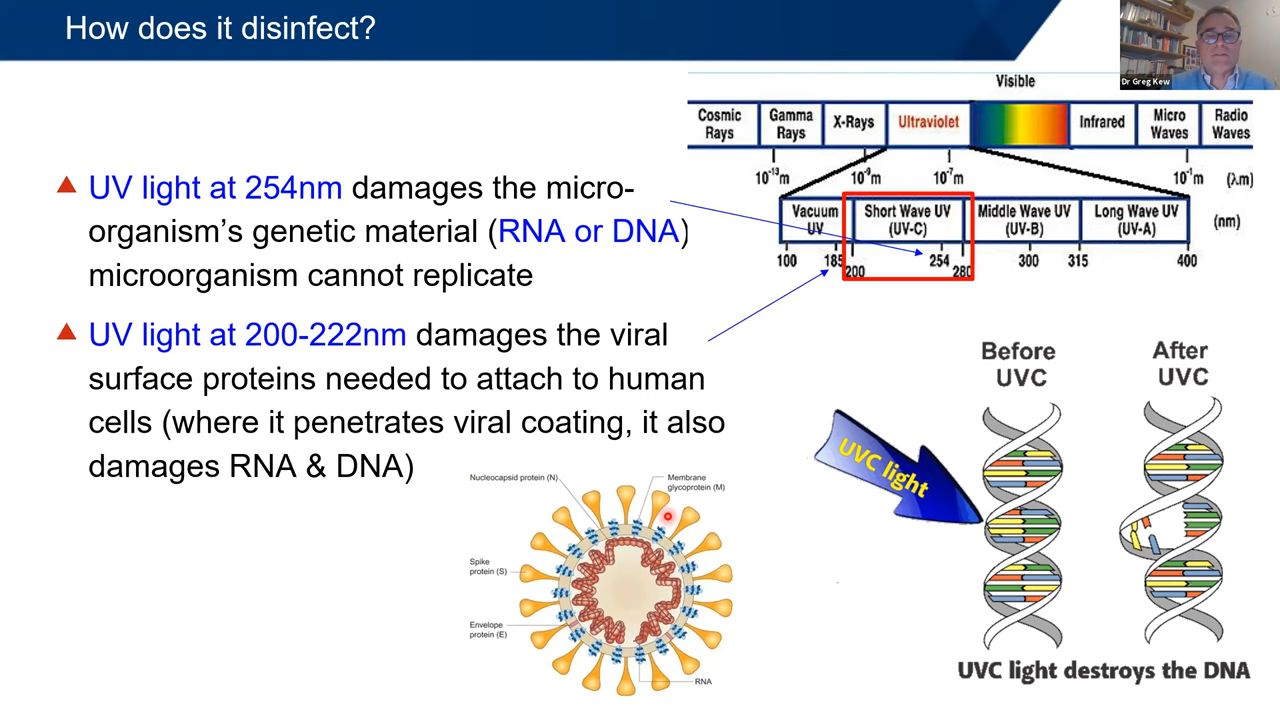 How does it disinfect?
Dr Greg Kew
UV light at 254nm damages the micro-
organism's genetic material (RNA or DNA)
microorganism cannot replicate
UV light at 200-222nm damages the viral
surface proteins needed to attach to human
cells (where it penetrates viral coating, it also
damages RNA & DNA)
Visible
Cosmic Rays
Gamma Rays
X-Rays
Ultraviolet
Infrared
Micro Waves
Radio Waves
10⁻¹³m
10⁻⁹m
10⁻⁷m
10⁻¹m
(λm)
Vacuum UV
Short Wave UV (UV-C)
Middle Wave UV (UV-B)
Long Wave UV (UV-A)
(nm)
100
185
200
254
280
300
315
400
Nucleocapsid protein (N)
Membrane
glycoprotein (M)
Spike
protein (S)
Envelope
protein (E)
RNA
Before
UVC
After
UVC
UVC light
UVC light destroys the DNA